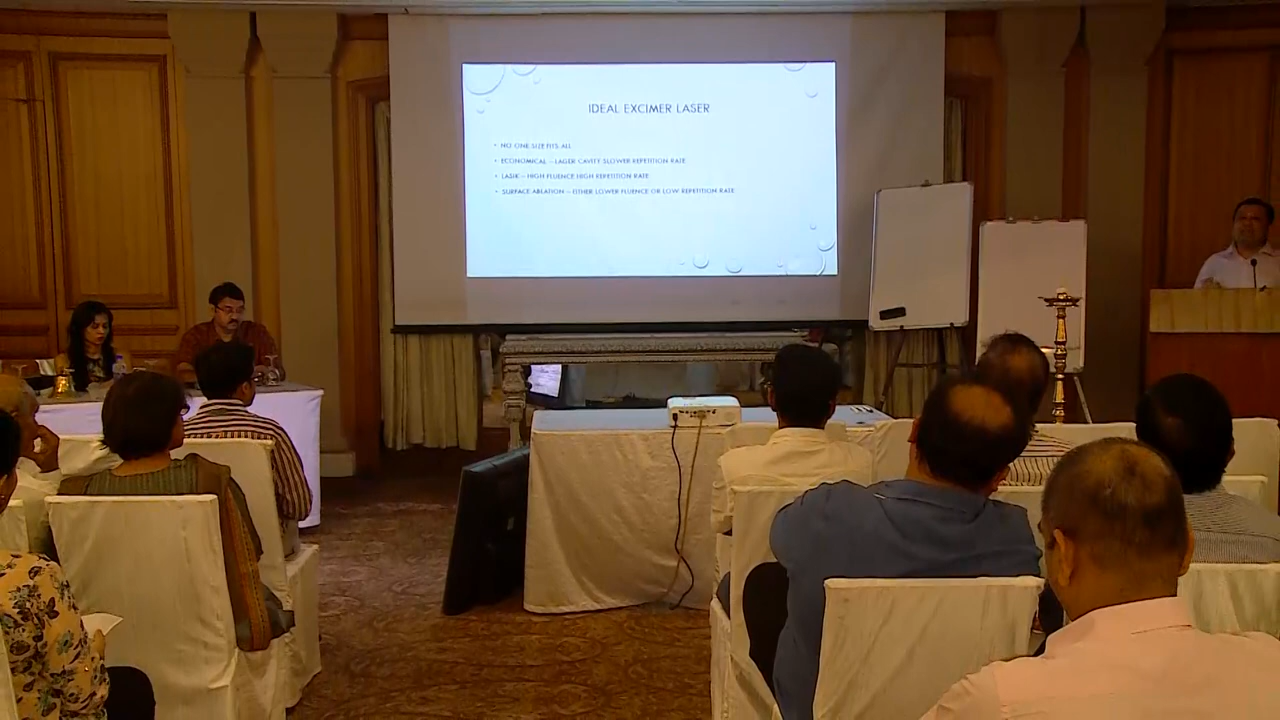 IDEAL EXCIMER LASER
• NO ONE SIZE FITS ALL
• ECONOMICAL – LAGER CAVITY SLOWER REPETITION RATE
• LASIK – HIGH FLUENCE HIGH REPETITION RATE
• SURFACE ABLATION – EITHER LOWER FLUENCE OR LOW REPETITION RATE